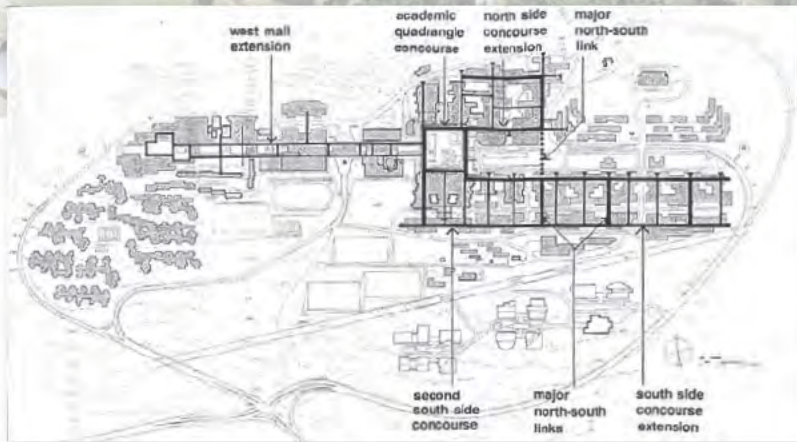 west mall
extension
academic
quadrangle
concourse
north side
concourse
extension
major
north-south
link
second
south side
concourse
major
north-south
links
south side
concourse
extension